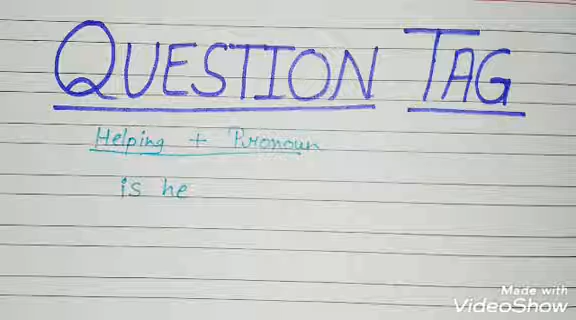 QUESTION TAG
Helping + Pronoun
is he
Made with
VideoShow